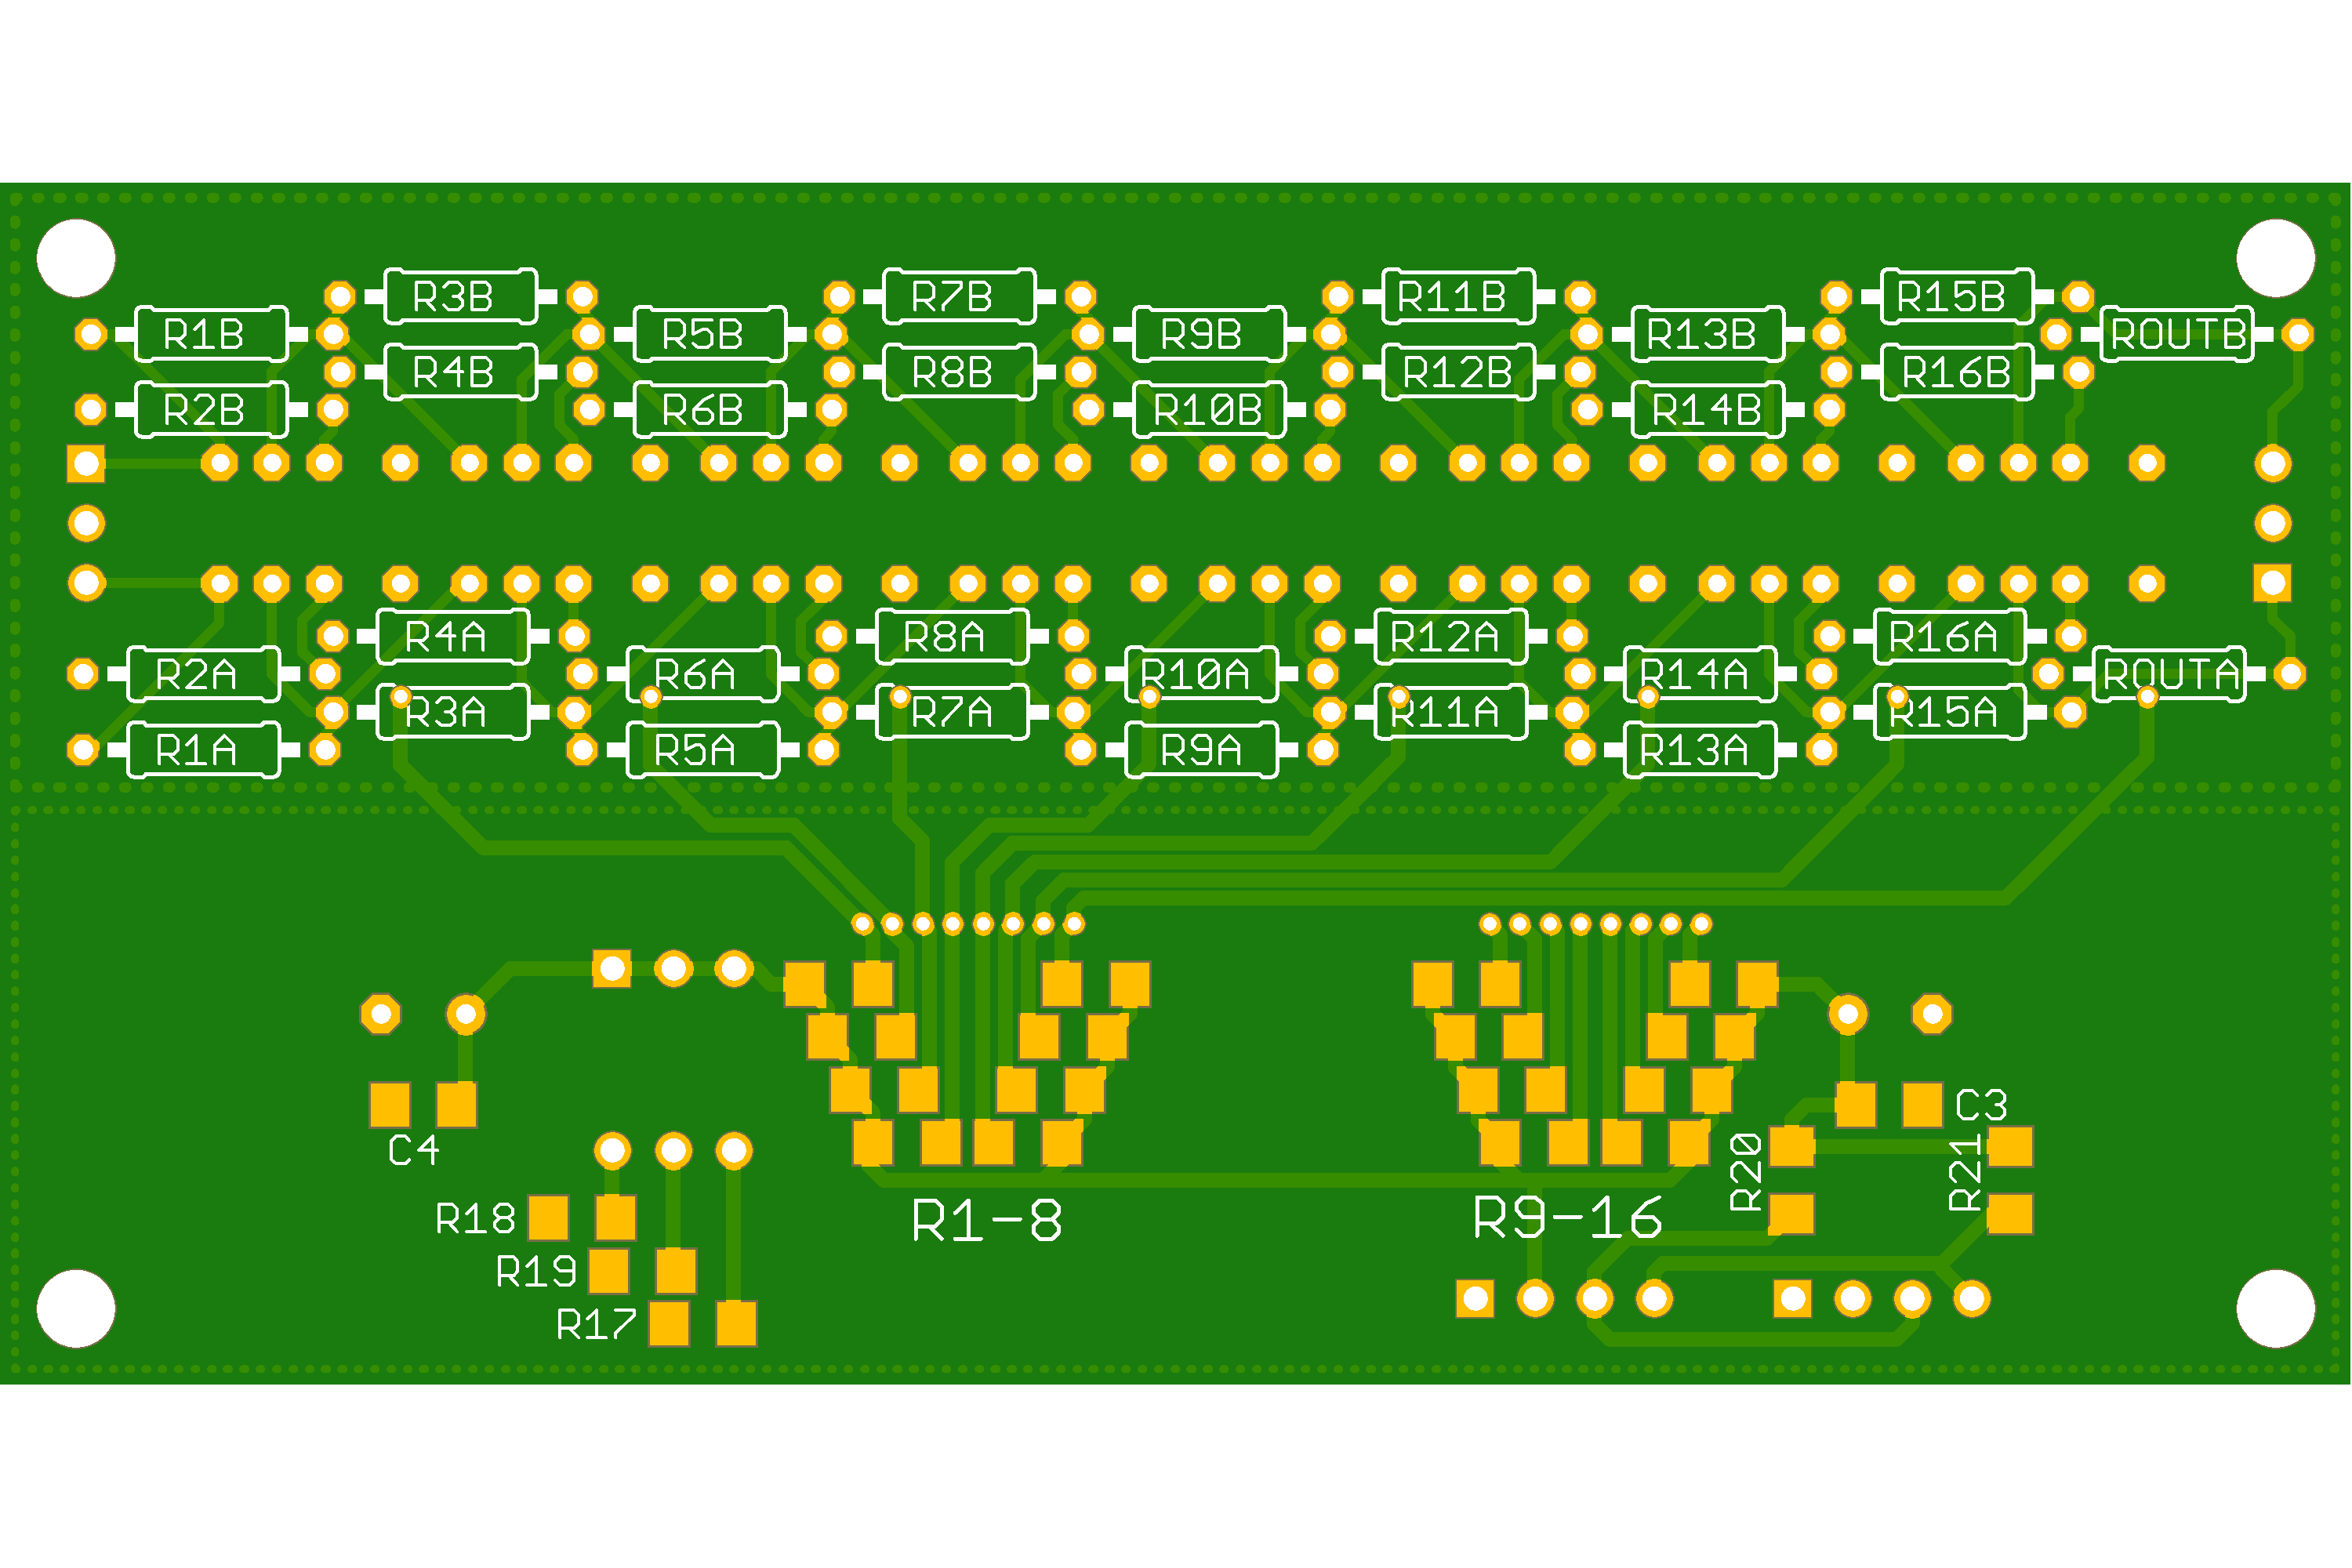 R3B R7B R11B R15B
R1B R5B R9B R13B ROUTB
R4B R8B R12B R16B
R2B R6B R10B R14B
R4A R8A R12A R16A
R2A R6A R10A R14A ROUTA
R3A R7A R11A R15A
R1A R5A R9A R13A
C3
C4
R20
R21
R18
R1-8
R9-16
R19
R17